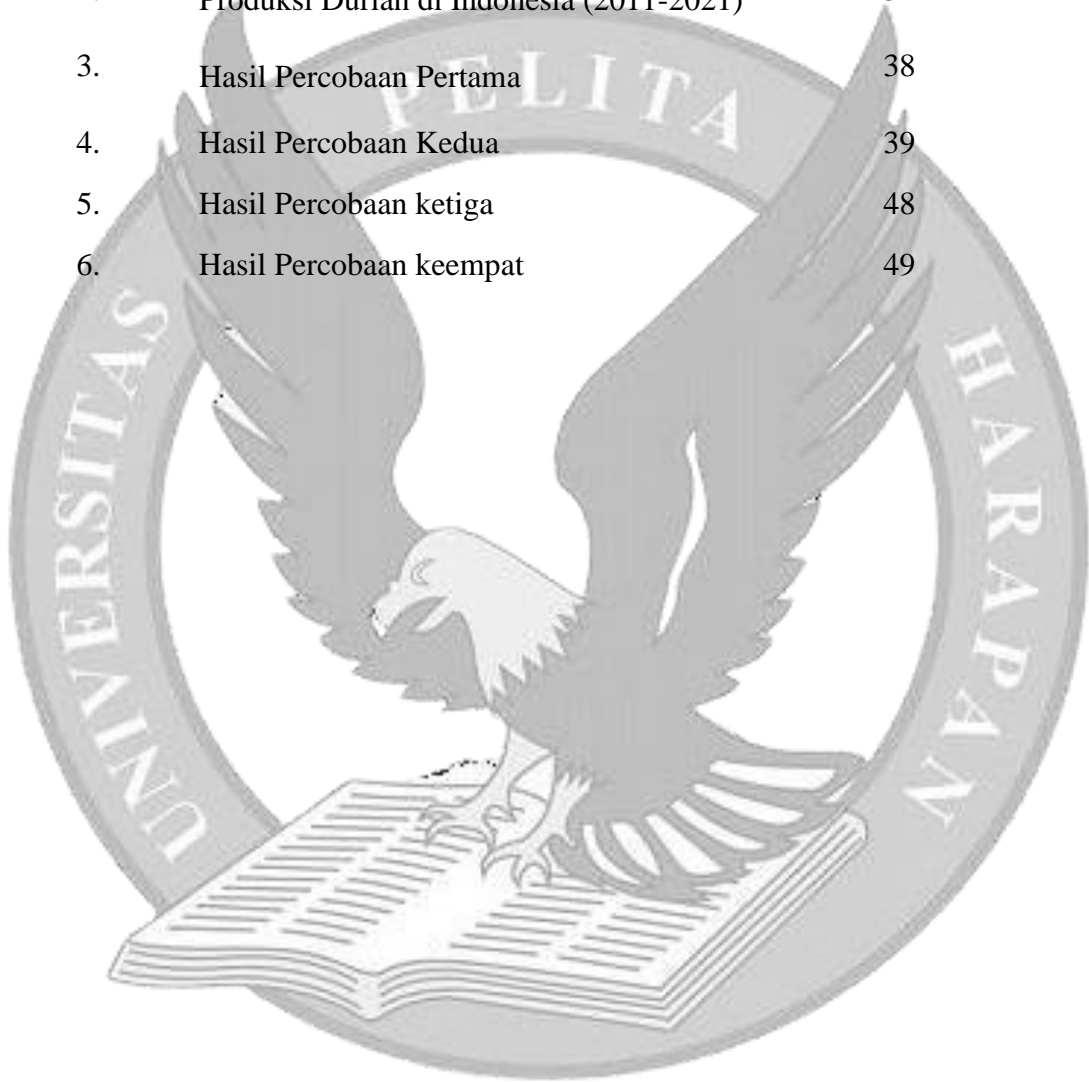 Produksi Durian di Indonesia (2011-2021)
3. Hasil Percobaan Pertama 38
4. Hasil Percobaan Kedua 39
5. Hasil Percobaan ketiga 48
6. Hasil Percobaan keempat 49
UNIVERSITAS PELITA HARAPAN